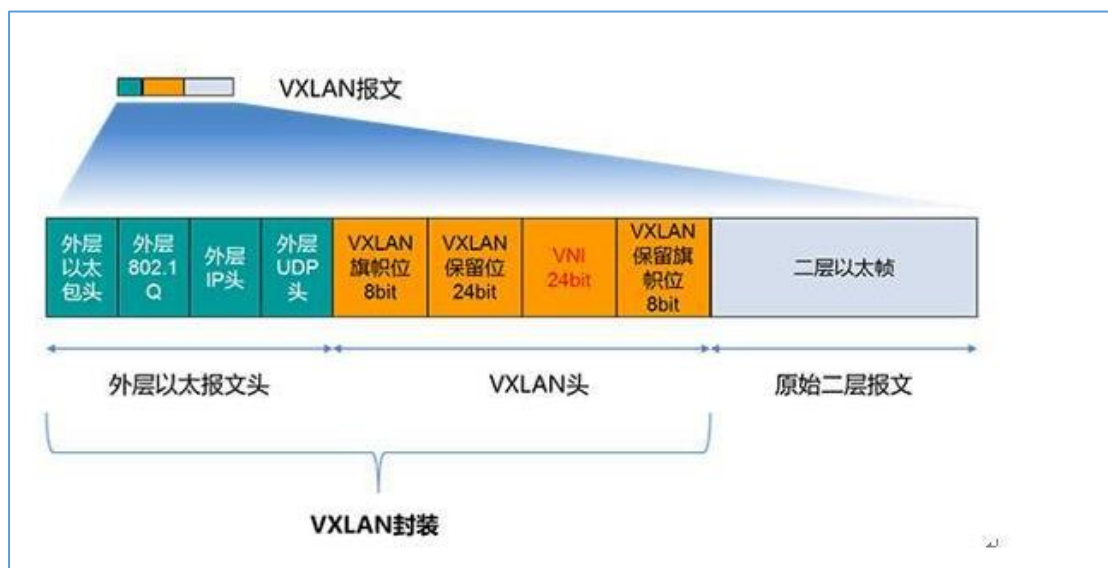 VXLAN报文
外层
以太
包头
外层
802.1
Q
外层
IP头
外层
UDP
头
VXLAN
旗帜位
8bit
VXLAN
保留位
24bit
VNI
24bit
VXLAN
保留旗
帜位
8bit
二层以太帧
外层以太报文头
VXLAN头
原始二层报文
VXLAN封装